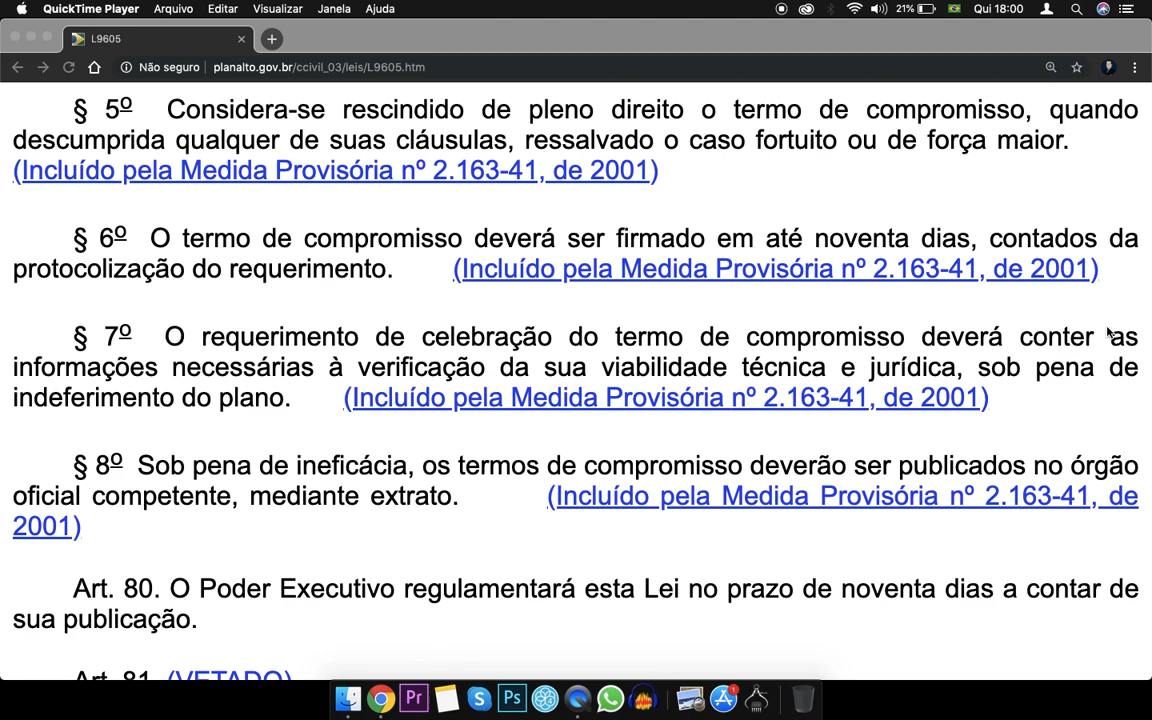 QuickTime Player Arquivo Editar Visualizar Janela Ajuda 21% Qui 18:00
L9605
Não seguro planalto.gov.br/ccivil_03/leis/L9605.htm
§ 5º Considera-se rescindido de pleno direito o termo de compromisso, quando
descumprida qualquer de suas cláusulas, ressalvado o caso fortuito ou de força maior.
(Incluído pela Medida Provisória nº 2.163-41, de 2001)
§ 6º O termo de compromisso deverá ser firmado em até noventa dias, contados da
protocolização do requerimento. (Incluído pela Medida Provisória nº 2.163-41, de 2001)
§ 7º O requerimento de celebração do termo de compromisso deverá conter as
informações necessárias à verificação da sua viabilidade técnica e jurídica, sob pena de
indeferimento do plano. (Incluído pela Medida Provisória nº 2.163-41, de 2001)
§ 8º Sob pena de ineficácia, os termos de compromisso deverão ser publicados no órgão
oficial competente, mediante extrato. (Incluído pela Medida Provisória nº 2.163-41, de
2001)
Art. 80. O Poder Executivo regulamentará esta Lei no prazo de noventa dias a contar de
sua publicação.
Art. 81. (VETADO)
Pr S Ps 1